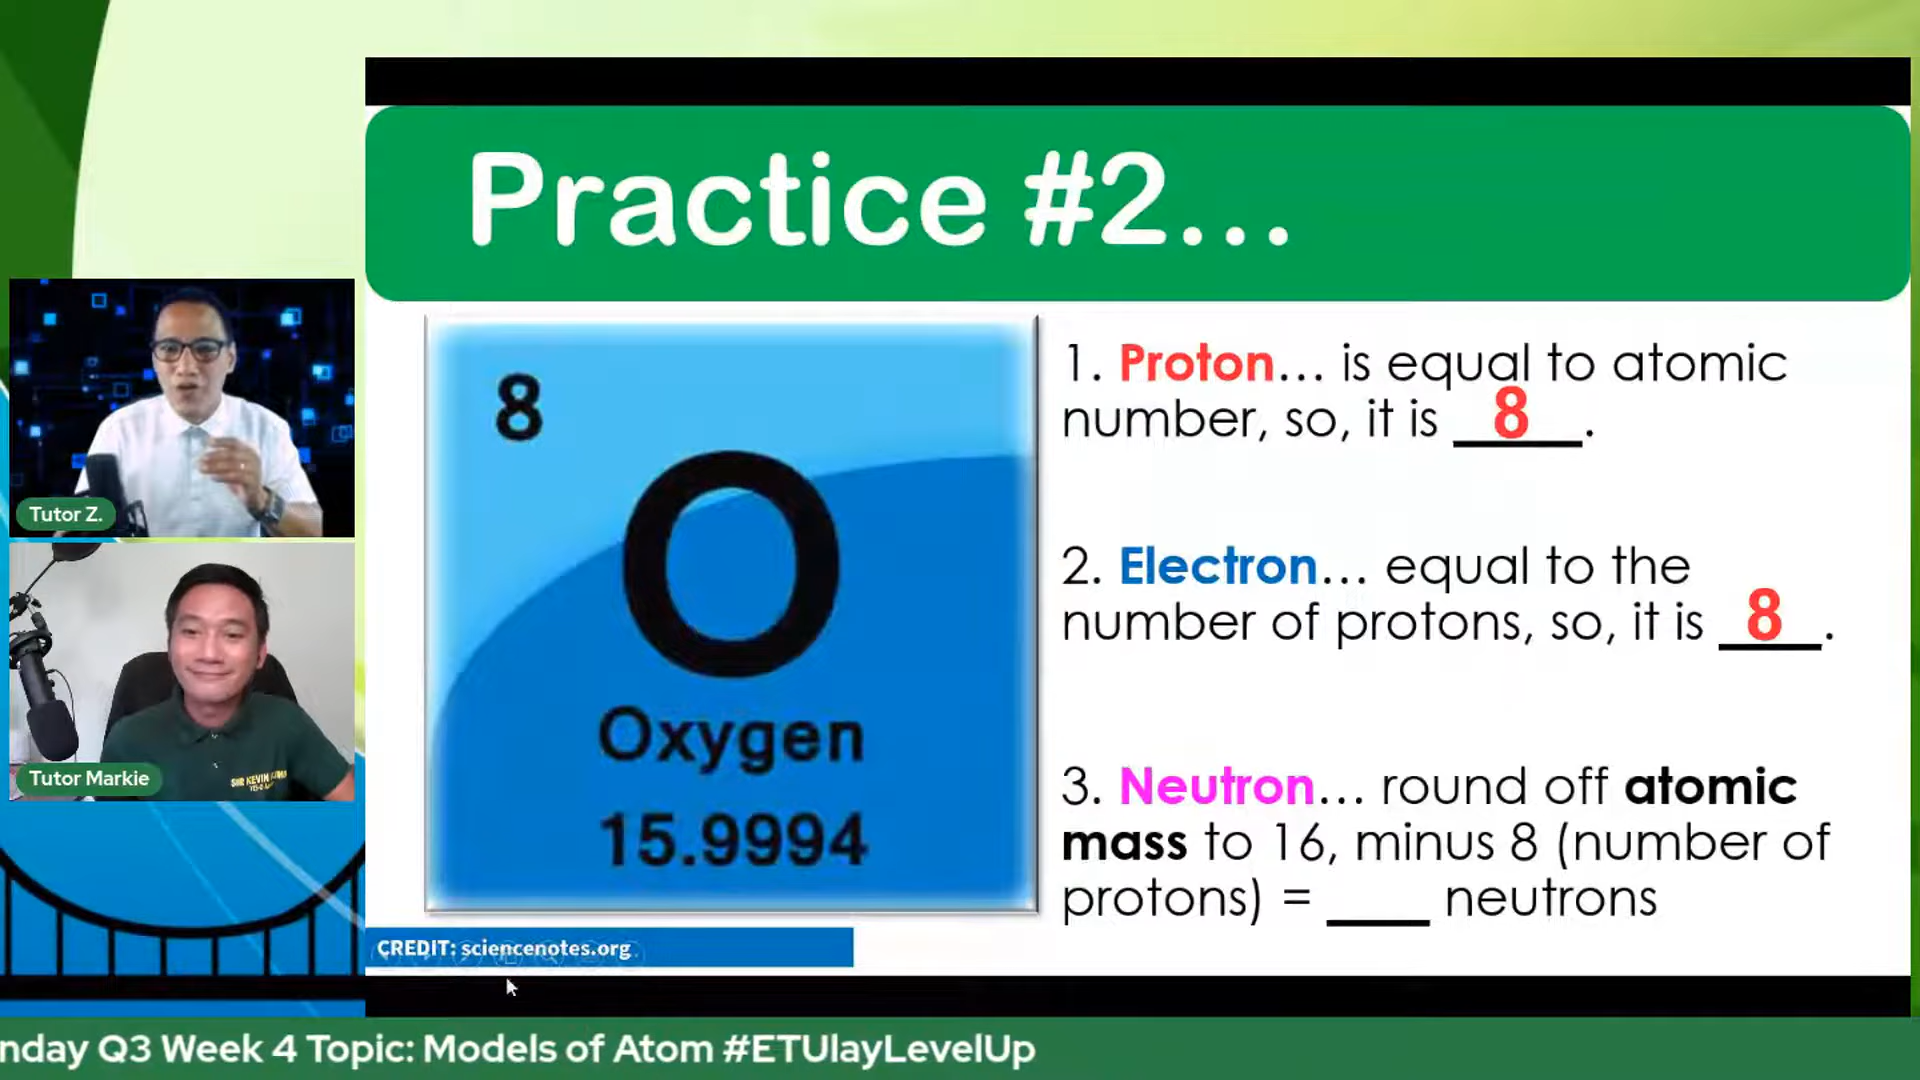 Practice #2...
8
O
Oxygen
15.9994
1. Proton... is equal to atomic
number, so, it is 8.
2. Electron... equal to the
number of protons, so, it is 8.
3. Neutron... round off atomic
mass to 16, minus 8 (number of
protons) = ____ neutrons
CREDIT: sciencenotes.org
Tutor Z.
Tutor Markie
nday Q3 Week 4 Topic: Models of Atom #ETUlayLevelUp